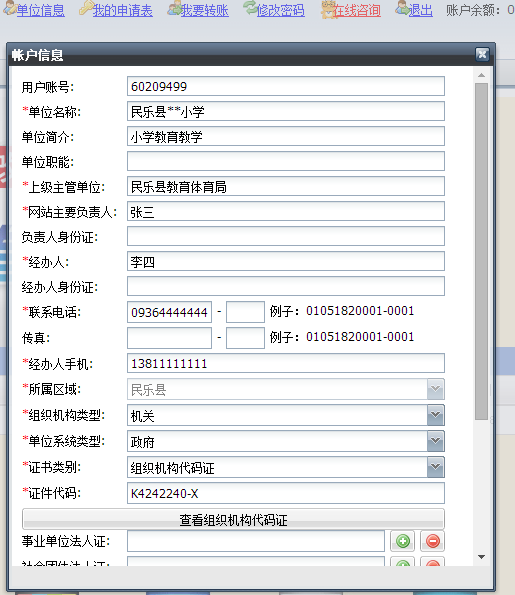 单位信息 我的申请表 我要转账 修改密码 在线咨询 退出 账户余额：0
帐户信息
用户账号: 60209499
*单位名称: 民乐县**小学
单位简介: 小学教育教学
单位职能:
*上级主管单位: 民乐县教育体育局
*网站主要负责人: 张三
负责人身份证:
*经办人: 李四
经办人身份证:
*联系电话: 09364444444 - 例子：01051820001-0001
传真: - 例子：01051820001-0001
*经办人手机: 13811111111
*所属区域: 民乐县
*组织机构类型: 机关
*单位系统类型: 政府
*证书类别: 组织机构代码证
*证件代码: K4242240-X
查看组织机构代码证
事业单位法人证:
社会团体法人证: